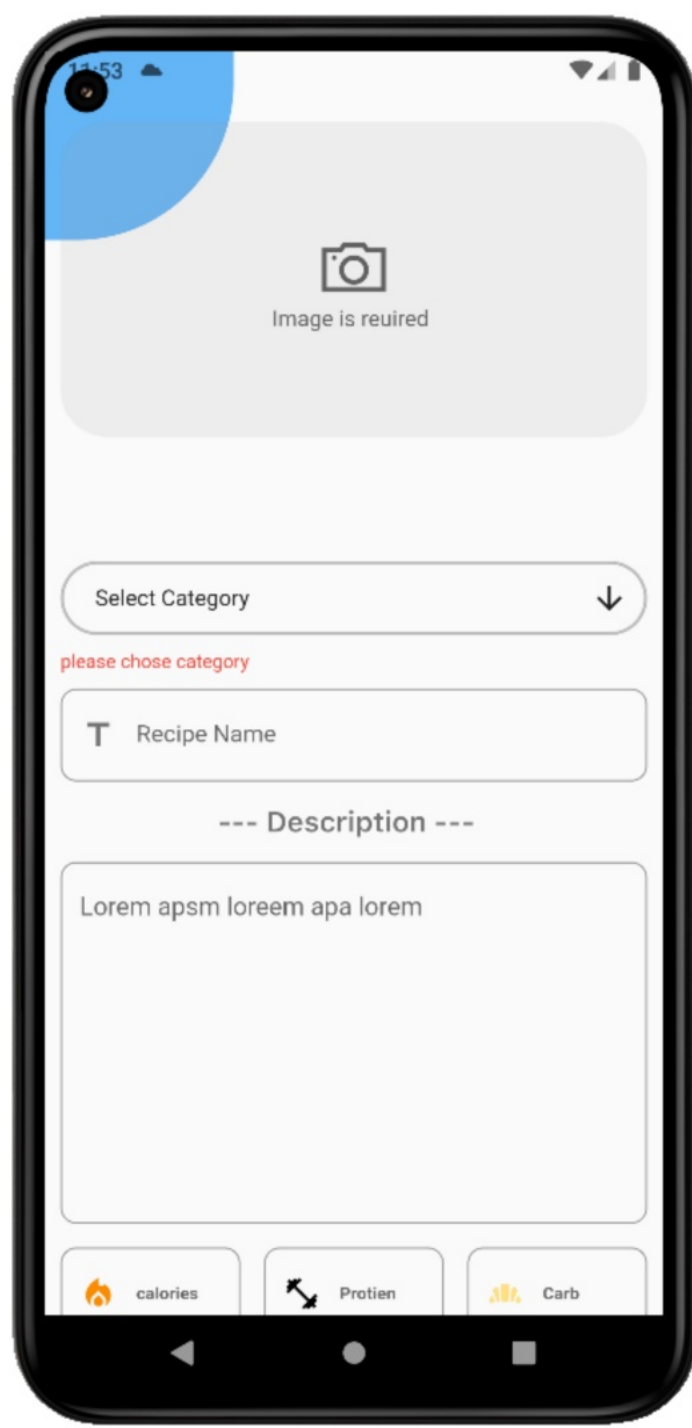 11:53
Image is reuired
Select Category
please chose category
T Recipe Name
--- Description ---
Lorem apsm loreem apa lorem
calories Protien Carb